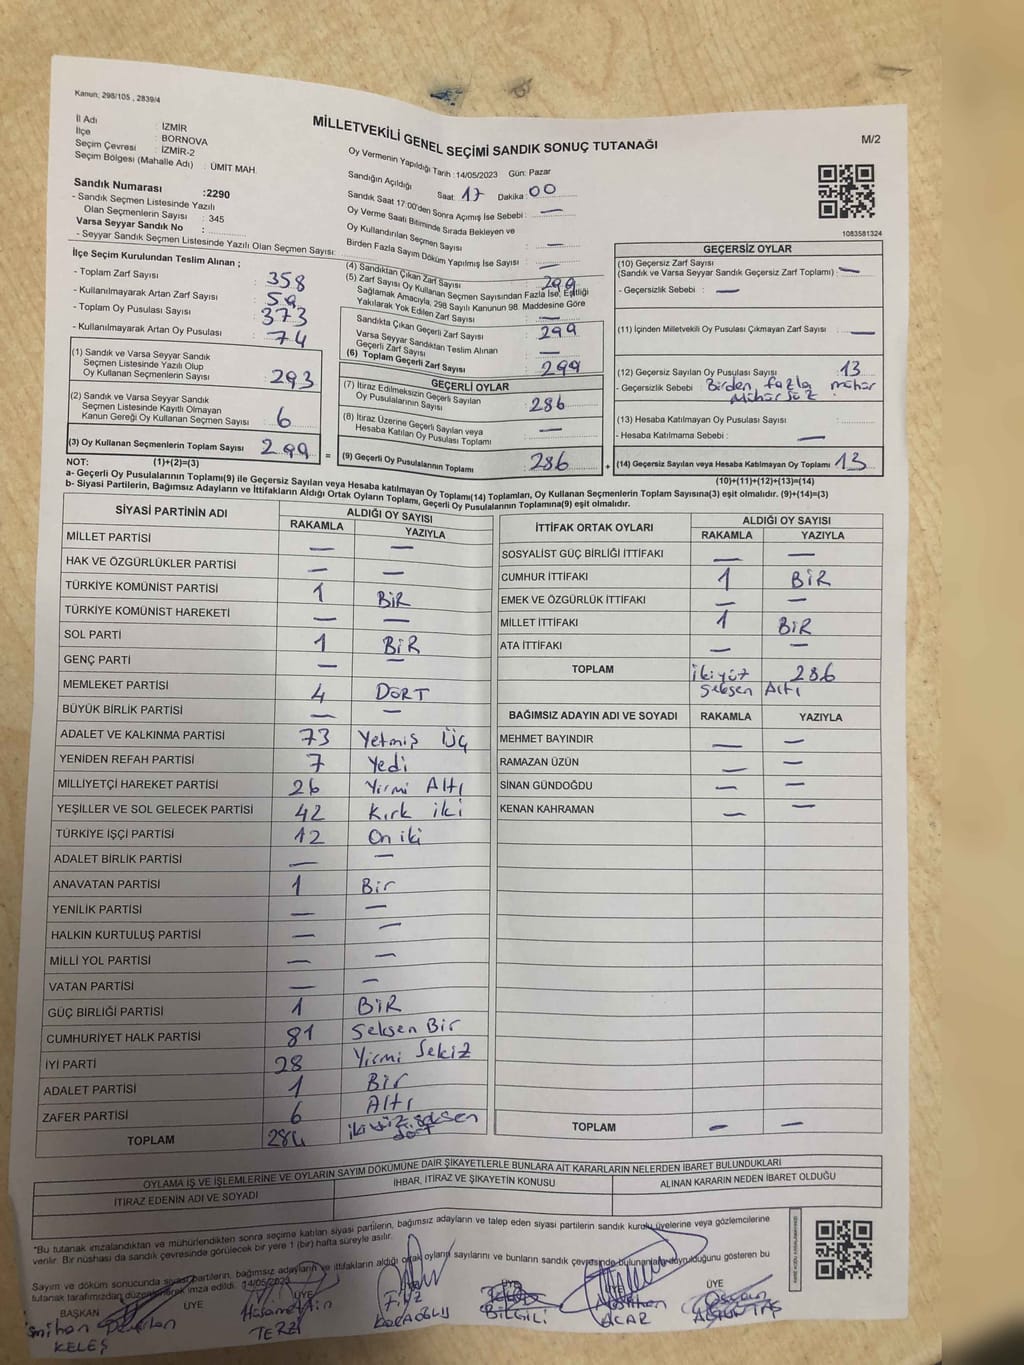 Kanun; 298/105 , 2839/4
MİLLETVEKİLİ GENEL SEÇİMİ SANDIK SONUÇ TUTANAĞI
M/2
İl Adı : İZMİR
İlçe : BORNOVA
Seçim Çevresi : İZMİR-2
Seçim Bölgesi (Mahalle Adı) : ÜMİT MAH.
Sandık Numarası :2290
- Sandık Seçmen Listesinde Yazılı
Olan Seçmenlerin Sayısı : 345
Varsa Seyyar Sandık No :
- Seyyar Sandık Seçmen Listesinde Yazılı Olan Seçmen Sayısı:
İlçe Seçim Kurulundan Teslim Alınan ;
- Toplam Zarf Sayısı : 358
- Kullanılmayarak Artan Zarf Sayısı : 59
- Toplam Oy Pusulası Sayısı : 373
- Kullanılmayarak Artan Oy Pusulası : 74
(1) Sandık ve Varsa Seyyar Sandık
Seçmen Listesinde Yazılı Olup
Oy Kullanan Seçmenlerin Sayısı : 293
(2) Sandık ve Varsa Seyyar Sandık
Seçmen Listesinde Kayıtlı Olmayan
Kanun Gereği Oy Kullanan Seçmen Sayısı : 6
(3) Oy Kullanan Seçmenlerin Toplam Sayısı : 299 =
Oy Vermenin Yapıldığı Tarih :14/05/2023 Gün: Pazar
Sandığın Açıldığı Saat 17 Dakika 00
Sandık Saat 17:00'den Sonra Açılmış İse Sebebi : —
Oy Verme Saati Bitiminde Sırada Bekleyen ve
Oy Kullandırılan Seçmen Sayısı : —
Birden Fazla Sayım Döküm Yapılmış İse Sayısı : —
(4) Sandıktan Çıkan Zarf Sayısı : 299
(5) Zarf Sayısı Oy Kullanan Seçmen Sayısından Fazla İse, Eşitliği
Sağlamak Amacıyla, 298 Sayılı Kanunun 98. Maddesine Göre
Yakılarak Yok Edilen Zarf Sayısı : —
Sandıkta Çıkan Geçerli Zarf Sayısı : 299
Varsa Seyyar Sandıktan Teslim Alınan
Geçerli Zarf Sayısı : —
(6) Toplam Geçerli Zarf Sayısı : 299
GEÇERLİ OYLAR
(7) İtiraz Edilmeksizin Geçerli Sayılan
Oy Pusulalarının Sayısı : 286
(8) İtiraz Üzerine Geçerli Sayılan veya
Hesaba Katılan Oy Pusulası Toplamı : —
(9) Geçerli Oy Pusulalarının Toplamı : 286 +
1083581324
GEÇERSİZ OYLAR
(10) Geçersiz Zarf Sayısı
(Sandık ve Varsa Seyyar Sandık Geçersiz Zarf Toplamı) : —
- Geçersizlik Sebebi : —
(11) İçinden Milletvekili Oy Pusulası Çıkmayan Zarf Sayısı : —
(12) Geçersiz Sayılan Oy Pusulası Sayısı : 13
- Geçersizlik Sebebi : Birden fazla mühür
Mühürsüz
(13) Hesaba Katılmayan Oy Pusulası Sayısı :
- Hesaba Katılmama Sebebi : —
(14) Geçersiz Sayılan veya Hesaba Katılmayan Oy Toplamı : 13
NOT: (1)+(2)=(3)
(10)+(11)+(12)+(13)=(14)
a- Geçerli Oy Pusulaları Toplamı(9) ile Geçersiz Sayılan veya Hesaba katılmayan Oy Toplamı(14) Toplamları, Oy Kullanan Seçmenlerin Toplam Sayısına(3) eşit olmalıdır. (9)+(14)=(3)
b- Siyasi Partilerin, Bağımsız Adayların ve İttifakların Aldığı Ortak Oyların Toplamı, Geçerli Oy Pusulalarının Toplamına(9) eşit olmalıdır.
SİYASİ PARTİNİN ADI ALDIĞI OY SAYISI
RAKAMLA YAZIYLA
MİLLET PARTİSİ — —
HAK VE ÖZGÜRLÜKLER PARTİSİ — —
TÜRKİYE KOMÜNİST PARTİSİ 1 BİR
TÜRKİYE KOMÜNİST HAREKETİ — —
SOL PARTİ 1 BİR
GENÇ PARTİ — —
MEMLEKET PARTİSİ 4 DÖRT
BÜYÜK BİRLİK PARTİSİ — —
ADALET VE KALKINMA PARTİSİ 73 Yetmiş Üç
YENİDEN REFAH PARTİSİ 7 Yedi
MİLLİYETÇİ HAREKET PARTİSİ 26 Yirmi Altı
YEŞİLLER VE SOL GELECEK PARTİSİ 42 Kırk iki
TÜRKİYE İŞÇİ PARTİSİ 12 On iki
ADALET BİRLİK PARTİSİ — —
ANAVATAN PARTİSİ 1 Bir
YENİLİK PARTİSİ — —
HALKIN KURTULUŞ PARTİSİ — —
MİLLİ YOL PARTİSİ — —
VATAN PARTİSİ — —
GÜÇ BİRLİĞİ PARTİSİ 1 BİR
CUMHURİYET HALK PARTİSİ 81 Seksen Bir
İYİ PARTİ 28 Yirmi Sekiz
ADALET PARTİSİ 1 Bir
ZAFER PARTİSİ 6 Altı
TOPLAM 284 ikiyüz seksen
dört
İTTİFAK ORTAK OYLARI ALDIĞI OY SAYISI
RAKAMLA YAZIYLA
SOSYALİST GÜÇ BİRLİĞİ İTTİFAKI — —
CUMHUR İTTİFAKI 1 BİR
EMEK VE ÖZGÜRLÜK İTTİFAKI — —
MİLLET İTTİFAKI 1 BİR
ATA İTTİFAKI — —
TOPLAM ikiyüz 286
Seksen Altı
BAĞIMSIZ ADAYIN ADI VE SOYADI RAKAMLA YAZIYLA
MEHMET BAYINDIR — —
RAMAZAN ÜZÜN — —
SİNAN GÜNDOĞDU — —
KENAN KAHRAMAN — —
TOPLAM — —
OYLAMA İŞ VE İŞLEMLERİNE VE OYLARIN SAYIM DÖKÜMÜNE DAİR ŞİKAYETLERLE BUNLARA AİT KARARLARIN NELERDEN İBARET BULUNDUKLARI
İTİRAZ EDENİN ADI VE SOYADI İHBAR, İTİRAZ VE ŞİKAYETİN KONUSU ALINAN KARARIN NEDEN İBARET OLDUĞU
*Bu tutanak imzalandıktan ve mühürlendikten sonra seçime katılan siyasi partilerin, bağımsız adayların ve talep eden siyasi partilerin sandık kurulu üyelerine veya gözlemcilerine
verilir. Bir nüshası da sandık çevresinde görülecek bir yere 1 (bir) hafta süreyle asılır.
Sayım ve döküm sonucunda siyasi partilerin, bağımsız adayların ve ittifakların aldığı ortak oyların sayılarını ve bunların sandık çevresinde bulunanlara duyurulduğunu gösteren bu
tutanak tarafımızdan düzenlenerek imza edildi. 14/05/2023
BAŞKAN ÜYE ÜYE ÜYE ÜYE ÜYE
KELEŞ
Hüsamettin
TERZİ
KARAOĞLU
BİLGİLİ
ACAR